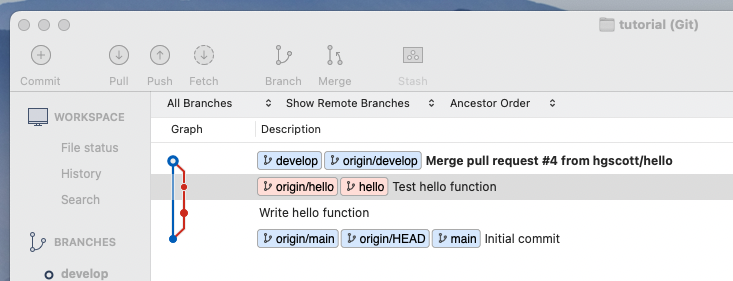 tutorial (Git)
Commit Pull Push Fetch Branch Merge Stash
All Branches Show Remote Branches Ancestor Order
Graph Description
WORKSPACE
File status
History
Search
BRANCHES
develop
develop origin/develop Merge pull request #4 from hgscott/hello
origin/hello hello Test hello function
Write hello function
origin/main origin/HEAD main Initial commit